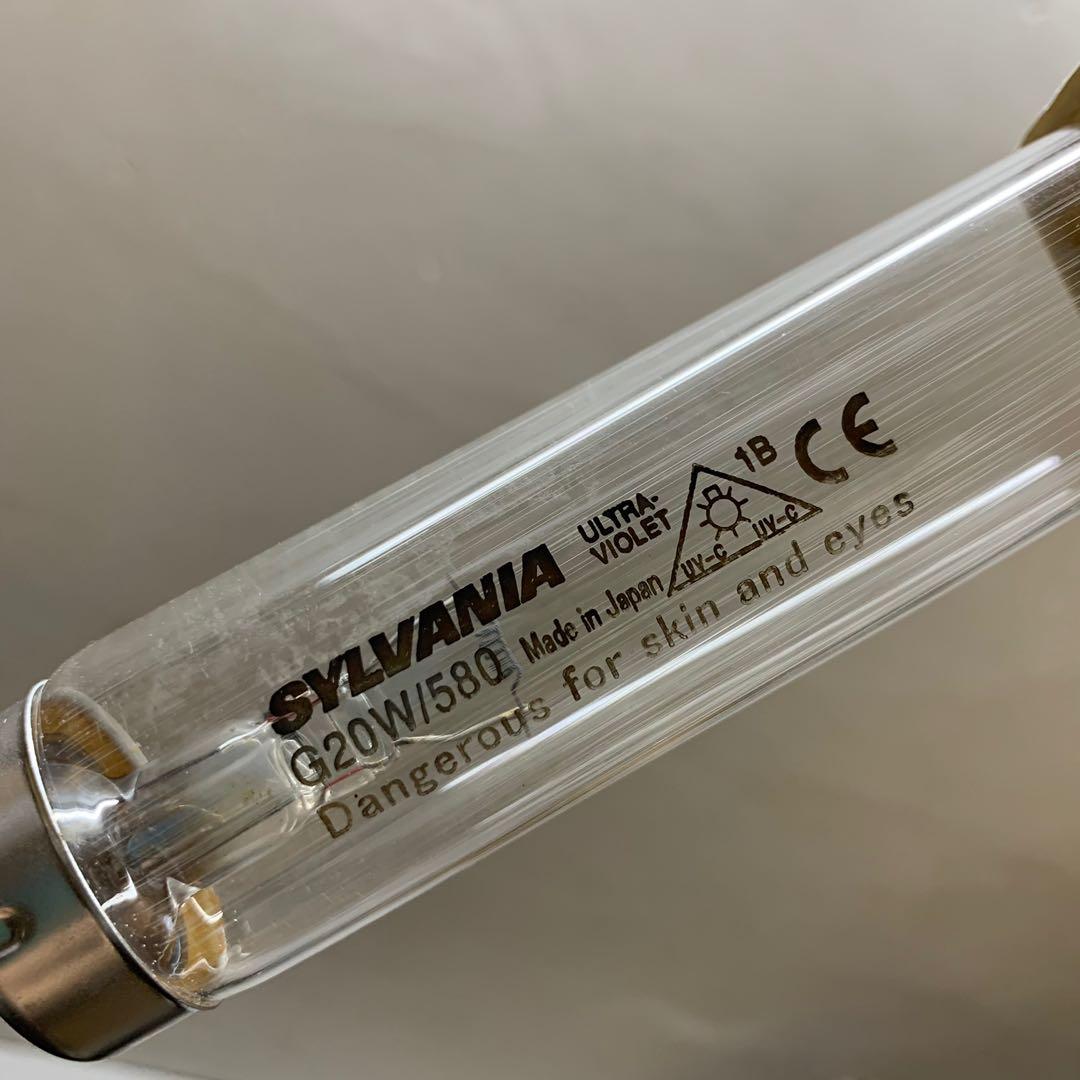 SYLVANIA
ULTRA-
VIOLET
1B
CE
G20W/580
Made in Japan
UV-C UV-C
Dangerous for skin and eyes